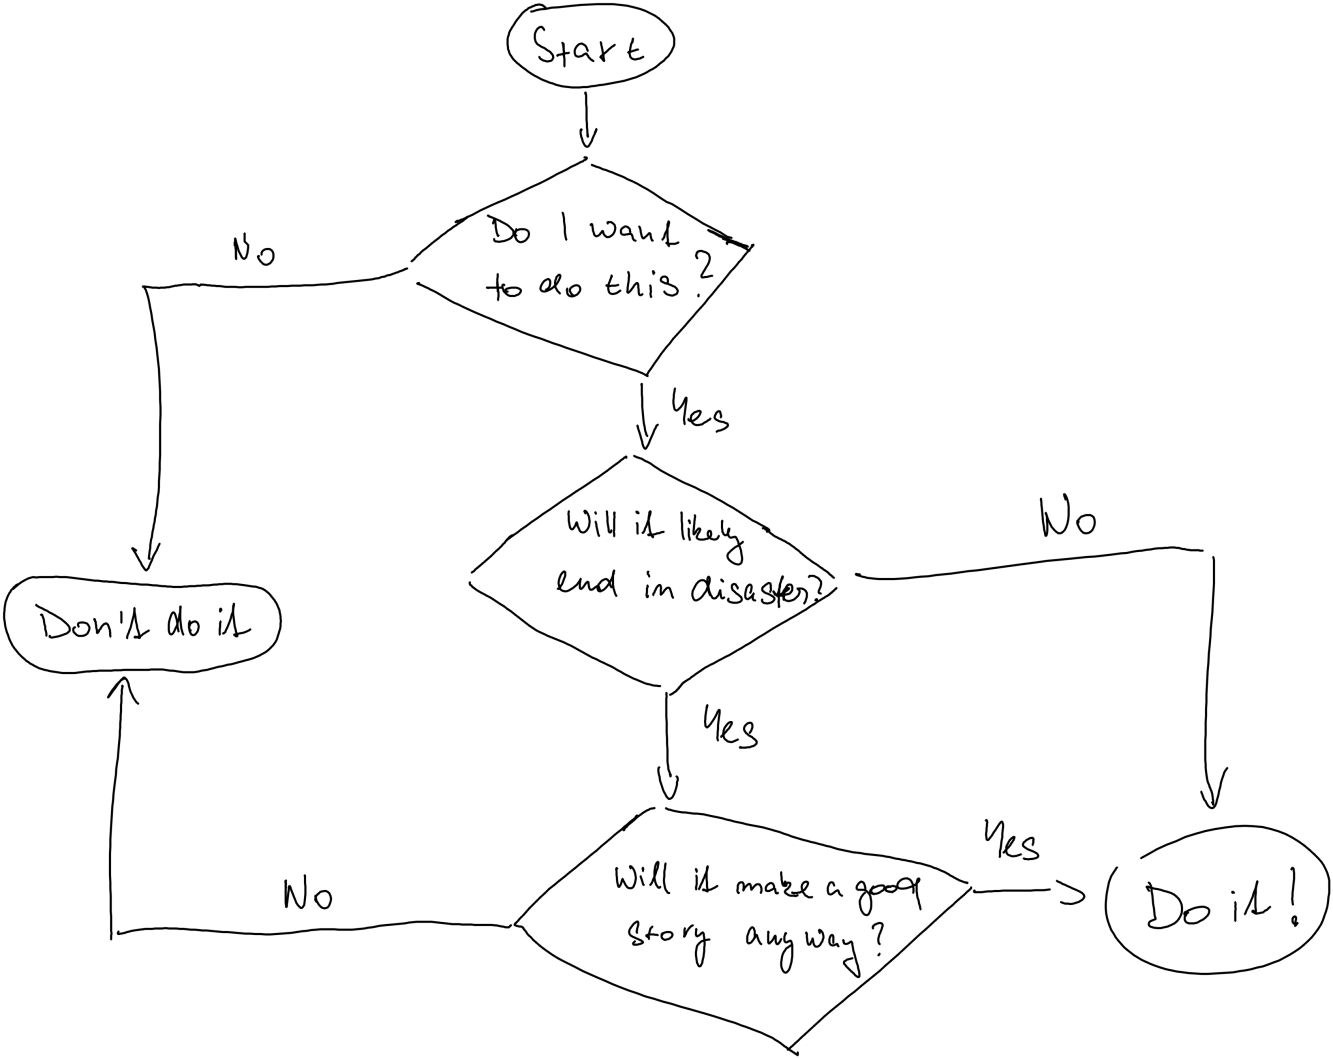 Start
Do I want
to do this?
No
Yes
Will it likely
end in disaster?
No
Don't do it
Yes
Will it make a good
story anyway?
Yes
No
Do it!